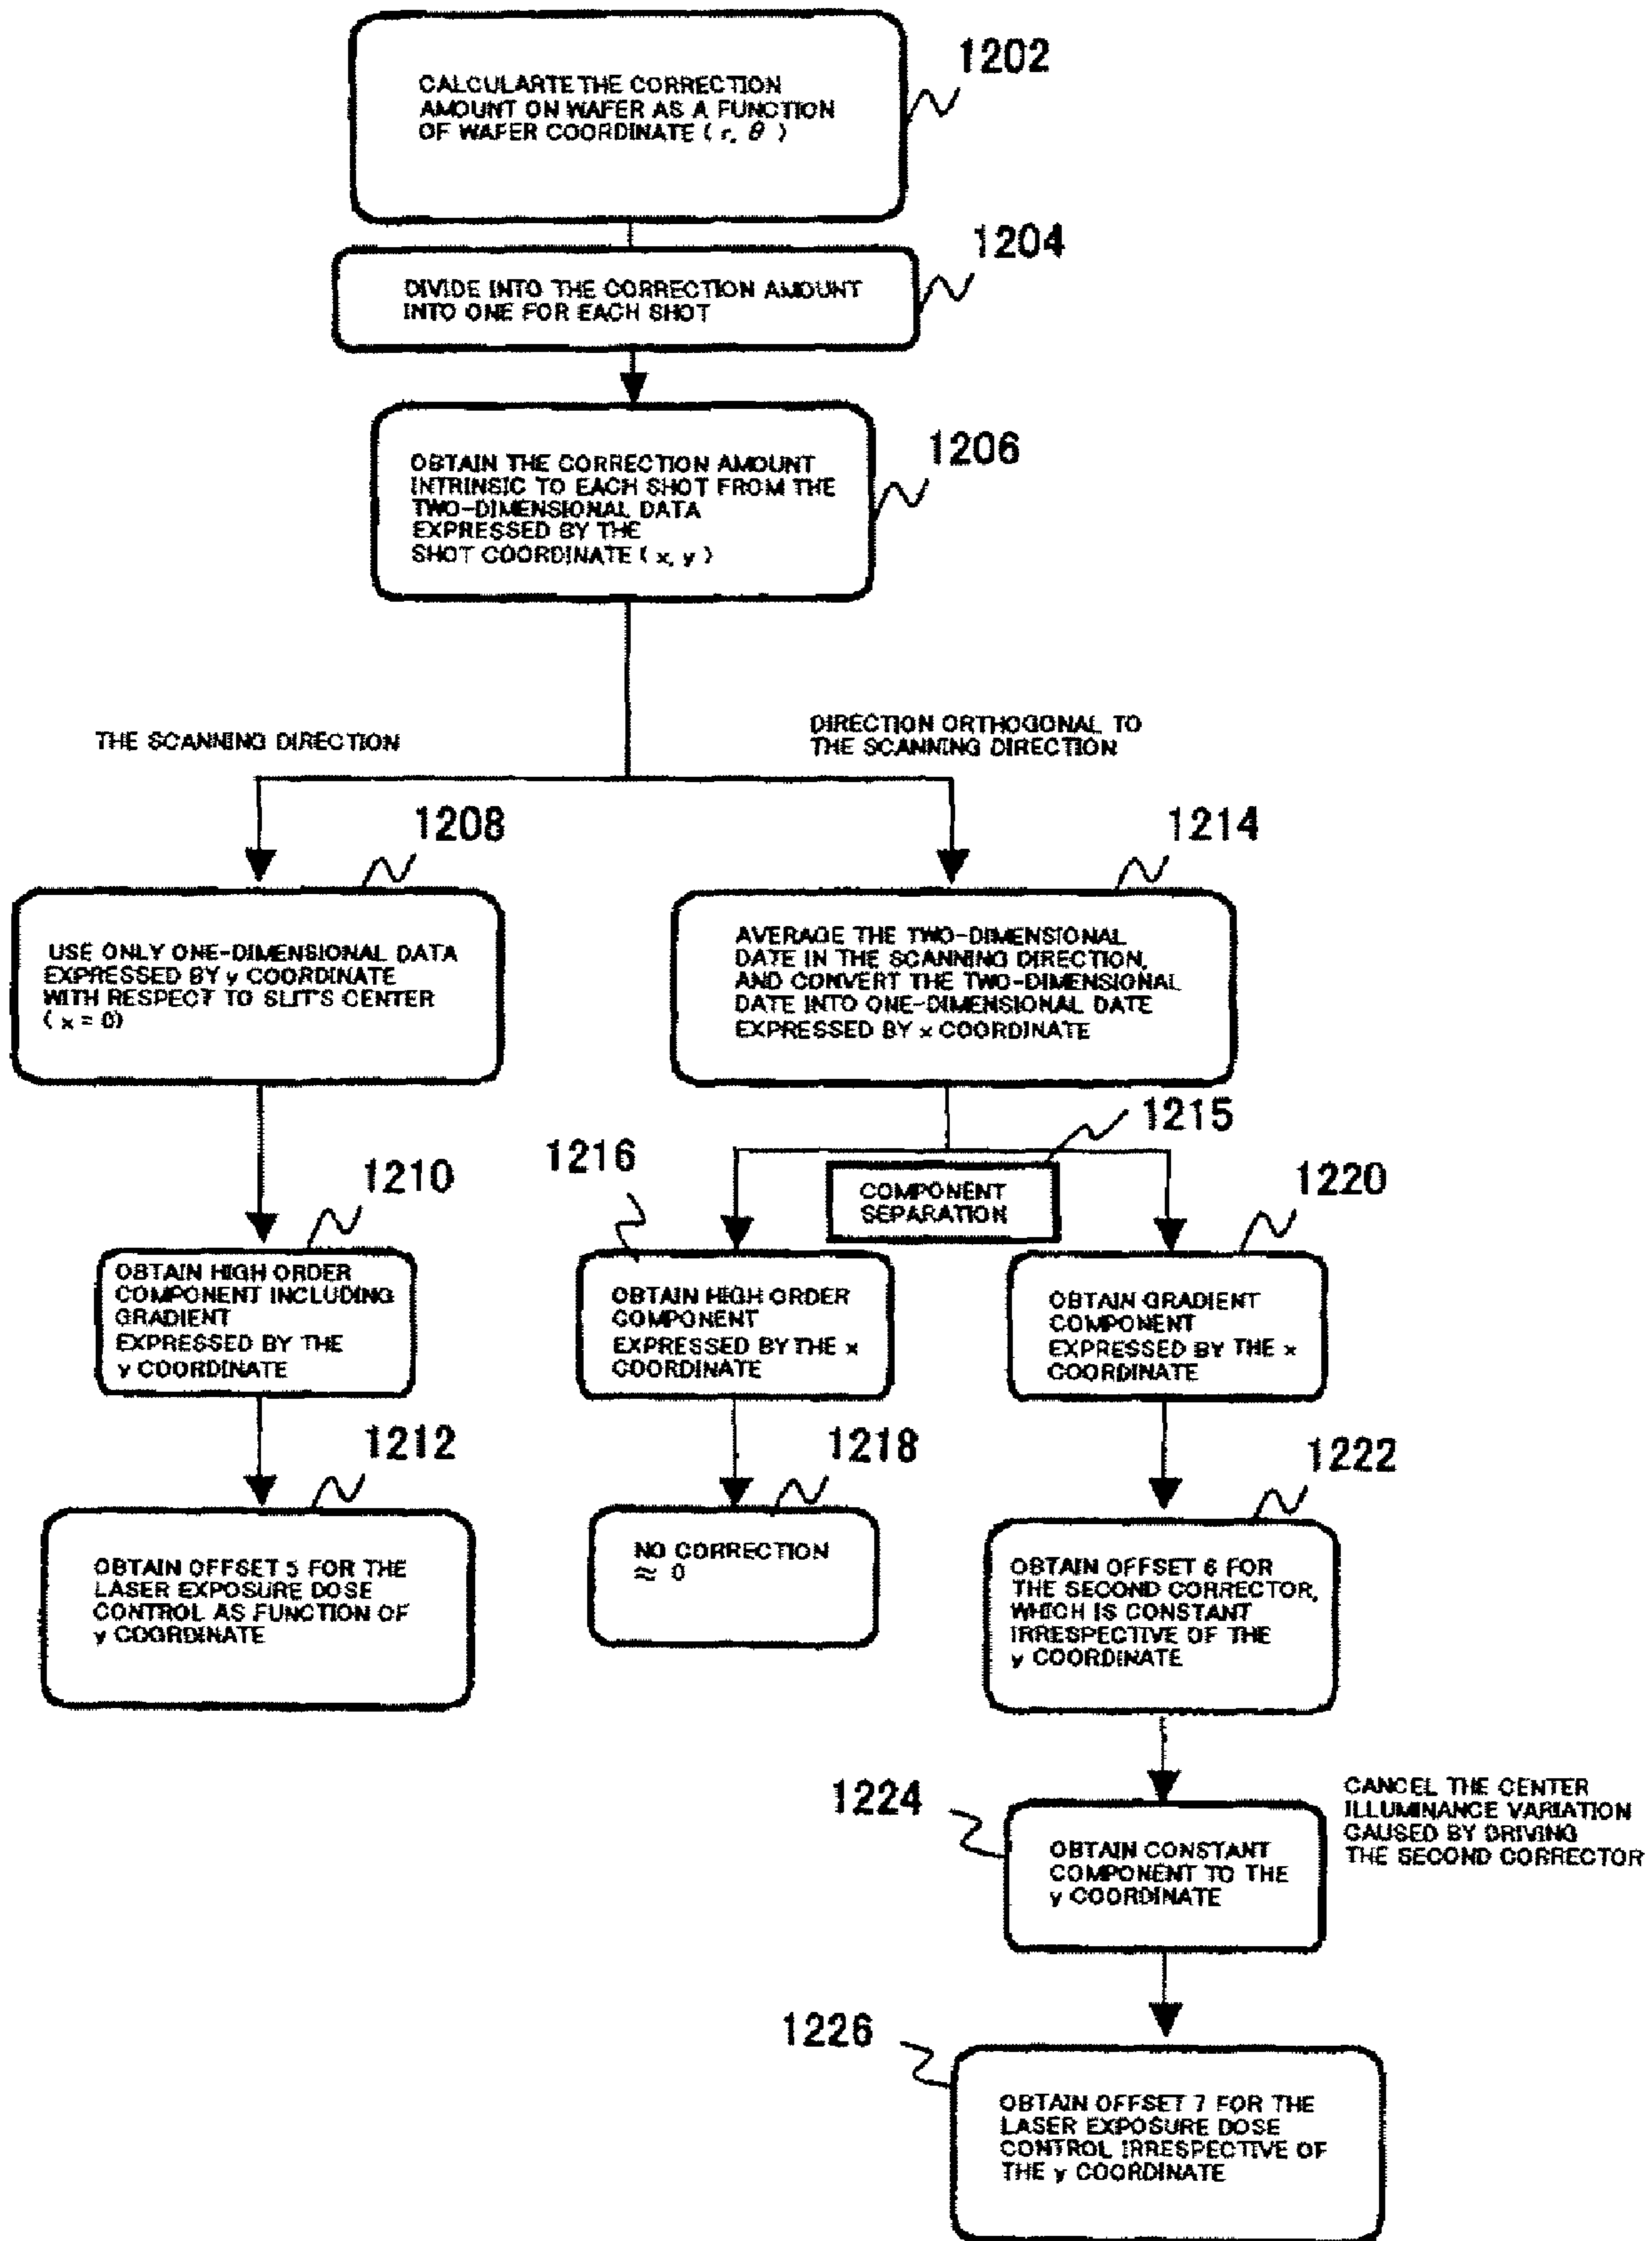 1202
CALCULARTE THE CORRECTION
AMOUNT ON WAFER AS A FUNCTION
OF WAFER COORDINATE ( r, θ )
1204
DIVIDE INTO THE CORRECTION AMOUNT
INTO ONE FOR EACH SHOT
1206
OBTAIN THE CORRECTION AMOUNT
INTRINSIC TO EACH SHOT FROM THE
TWO-DIMENSIONAL DATA
EXPRESSED BY THE
SHOT COORDINATE ( x, y )
THE SCANNING DIRECTION
DIRECTION ORTHOGONAL TO
THE SCANNING DIRECTION
1208
USE ONLY ONE-DIMENSIONAL DATA
EXPRESSED BY y COORDINATE
WITH RESPECT TO SLIT'S CENTER
( x = 0)
1214
AVERAGE THE TWO-DIMENSIONAL
DATE IN THE SCANNING DIRECTION,
AND CONVERT THE TWO-DIMENSIONAL
DATE INTO ONE-DIMENSIONAL DATE
EXPRESSED BY x COORDINATE
1215
COMPONENT
SEPARATION
1210
OBTAIN HIGH ORDER
COMPONENT INCLUDING
GRADIENT
EXPRESSED BY THE
y COORDINATE
1216
OBTAIN HIGH ORDER
COMPONENT
EXPRESSED BY THE x
COORDINATE
1220
OBTAIN GRADIENT
COMPONENT
EXPRESSED BY THE x
COORDINATE
1212
OBTAIN OFFSET 5 FOR THE
LASER EXPOSURE DOSE
CONTROL AS FUNCTION OF
y COORDINATE
1218
NO CORRECTION
≈ 0
1222
OBTAIN OFFSET 6 FOR
THE SECOND CORRECTOR,
WHICH IS CONSTANT
IRRESPECTIVE OF THE
y COORDINATE
1224
OBTAIN CONSTANT
COMPONENT TO THE
y COORDINATE
CANCEL THE CENTER
ILLUMINANCE VARIATION
CAUSED BY DRIVING
THE SECOND CORRECTOR
1226
OBTAIN OFFSET 7 FOR THE
LASER EXPOSURE DOSE
CONTROL IRRESPECTIVE OF
THE y COORDINATE